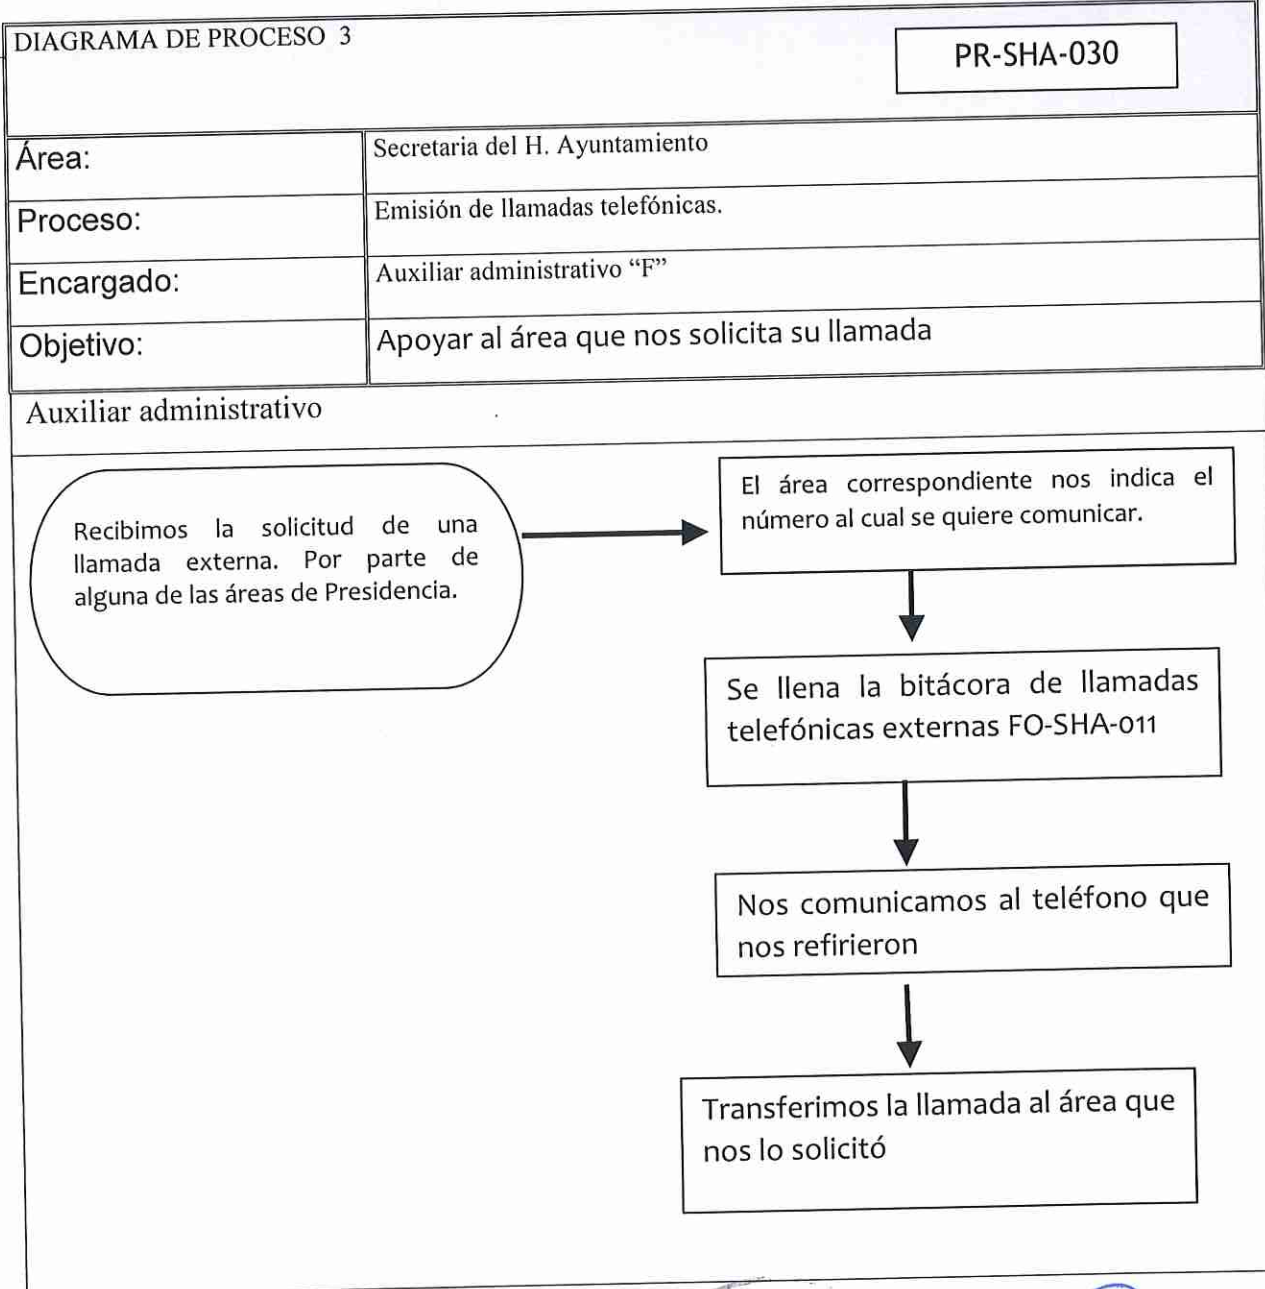 DIAGRAMA DE PROCESO 3
PR-SHA-030
Área:
Secretaria del H. Ayuntamiento
Proceso:
Emisión de llamadas telefónicas.
Encargado:
Auxiliar administrativo “F”
Objetivo:
Apoyar al área que nos solicita su llamada
Auxiliar administrativo
Recibimos la solicitud de una
llamada externa. Por parte de
alguna de las áreas de Presidencia.
El área correspondiente nos indica el
número al cual se quiere comunicar.
Se llena la bitácora de llamadas
telefónicas externas FO-SHA-011
Nos comunicamos al teléfono que
nos refirieron
Transferimos la llamada al área que
nos lo solicitó